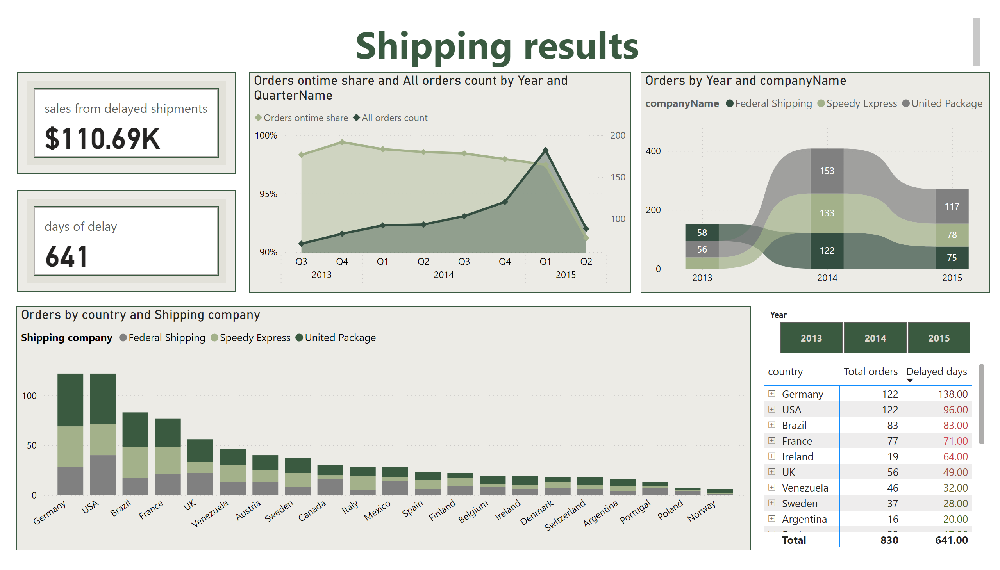 Shipping results
sales from delayed shipments
$110.69K
days of delay
641
Orders ontime share and All orders count by Year and
QuarterName
Orders ontime share All orders count
100% 200
150
95%
100
90%
Q3 Q4 Q1 Q2 Q3 Q4 Q1 Q2
2013 2014 2015
Orders by Year and companyName
companyName Federal Shipping Speedy Express United Package
400
200
0
58
56
153
133
122
117
78
75
2013 2014 2015
Orders by country and Shipping company
Shipping company Federal Shipping Speedy Express United Package
100
50
0
Germany USA Brazil France UK Venezuela Austria Sweden Canada Italy Mexico Spain Finland Belgium Ireland Denmark Switzerland Argentina Portugal Poland Norway
Year
2013 2014 2015
country Total orders Delayed days
Germany 122 138.00
USA 122 96.00
Brazil 83 83.00
France 77 71.00
Ireland 19 64.00
UK 56 49.00
Venezuela 46 32.00
Sweden 37 28.00
Argentina 16 20.00
Total 830 641.00